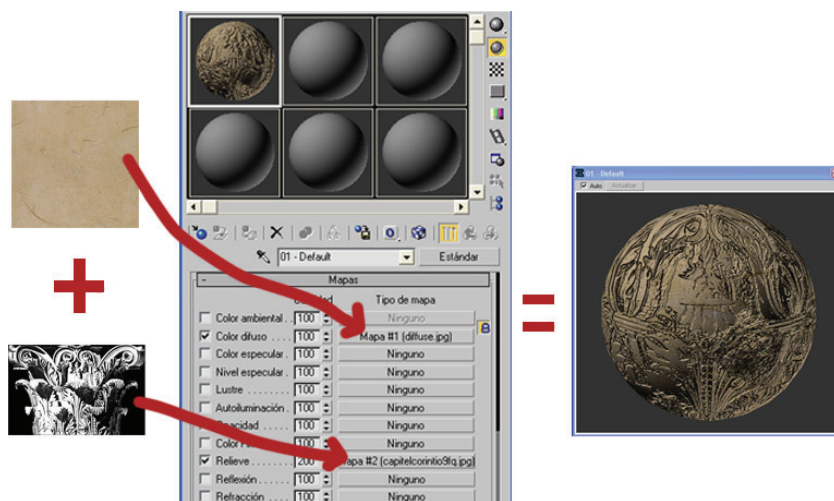 01 - Default
Estándar
- Mapas
Tipo de mapa
Color ambiental . . 100 Ninguno
Color difuso . . . . . 100 Mapa #1 (diffuse.jpg)
Color especular . 100 Ninguno
Nivel especular . 100 Ninguno
Lustre . . . . . . . . 100 Ninguno
Autoiluminación . 100 Ninguno
100 Ninguno
Color 100 Ninguno
Relieve . . . . . . . 200 Mapa #2 (capitelcorintio9fq.jpg)
Reflexión . . . . . 100 Ninguno
Refracción . . . . 100 Ninguno
01 - Default
Auto Actualizar